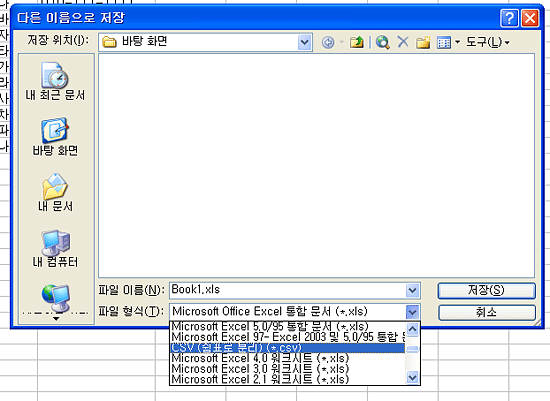 다른 이름으로 저장
저장 위치(I):
바탕 화면
도구(L)
내 최근 문서
바탕 화면
내 문서
내 컴퓨터
파일 이름(N):
Book1.xls
저장(S)
파일 형식(T):
Microsoft Office Excel 통합 문서 (*.xls)
취소
Microsoft Excel 5.0/95 통합 문서 (*.xls)
Microsoft Excel 97- Excel 2003 및 5.0/95 통합
CSV (쉼표로 분리) (*.csv)
Microsoft Excel 4.0 워크시트 (*.xls)
Microsoft Excel 3.0 워크시트 (*.xls)
Microsoft Excel 2.1 워크시트 (*.xls)